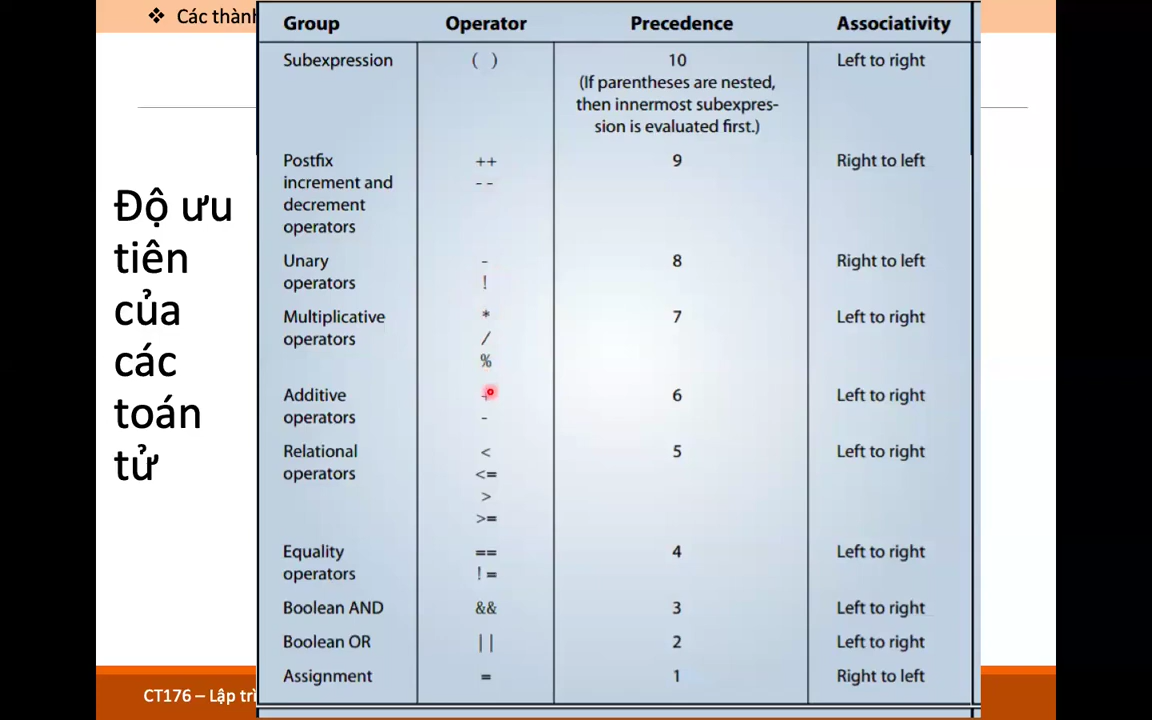 ❖ Các thành
Group Operator Precedence Associativity
Subexpression ( ) 10 Left to right
(If parentheses are nested,
then innermost subexpres-
sion is evaluated first.)
Postfix ++ 9 Right to left
increment and --
decrement
operators
Unary - 8 Right to left
operators !
Multiplicative * 7 Left to right
operators /
%
Additive + 6 Left to right
operators -
Relational < 5 Left to right
operators <=
>
>=
Equality == 4 Left to right
operators !=
Boolean AND && 3 Left to right
Boolean OR || 2 Left to right
Assignment = 1 Right to left
Độ ưu
tiên
của
các
toán
tử
CT176 – Lập trì